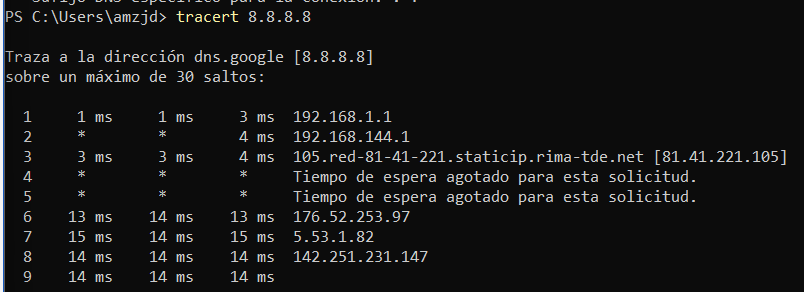 PS C:\Users\amzjd> tracert 8.8.8.8
Traza a la dirección dns.google [8.8.8.8]
sobre un máximo de 30 saltos:
1 1 ms 1 ms 3 ms 192.168.1.1
2 * * 4 ms 192.168.144.1
3 3 ms 3 ms 4 ms 105.red-81-41-221.staticip.rima-tde.net [81.41.221.105]
4 * * * Tiempo de espera agotado para esta solicitud.
5 * * * Tiempo de espera agotado para esta solicitud.
6 13 ms 14 ms 13 ms 176.52.253.97
7 15 ms 14 ms 15 ms 5.53.1.82
8 14 ms 14 ms 14 ms 142.251.231.147
9 14 ms 14 ms 14 ms